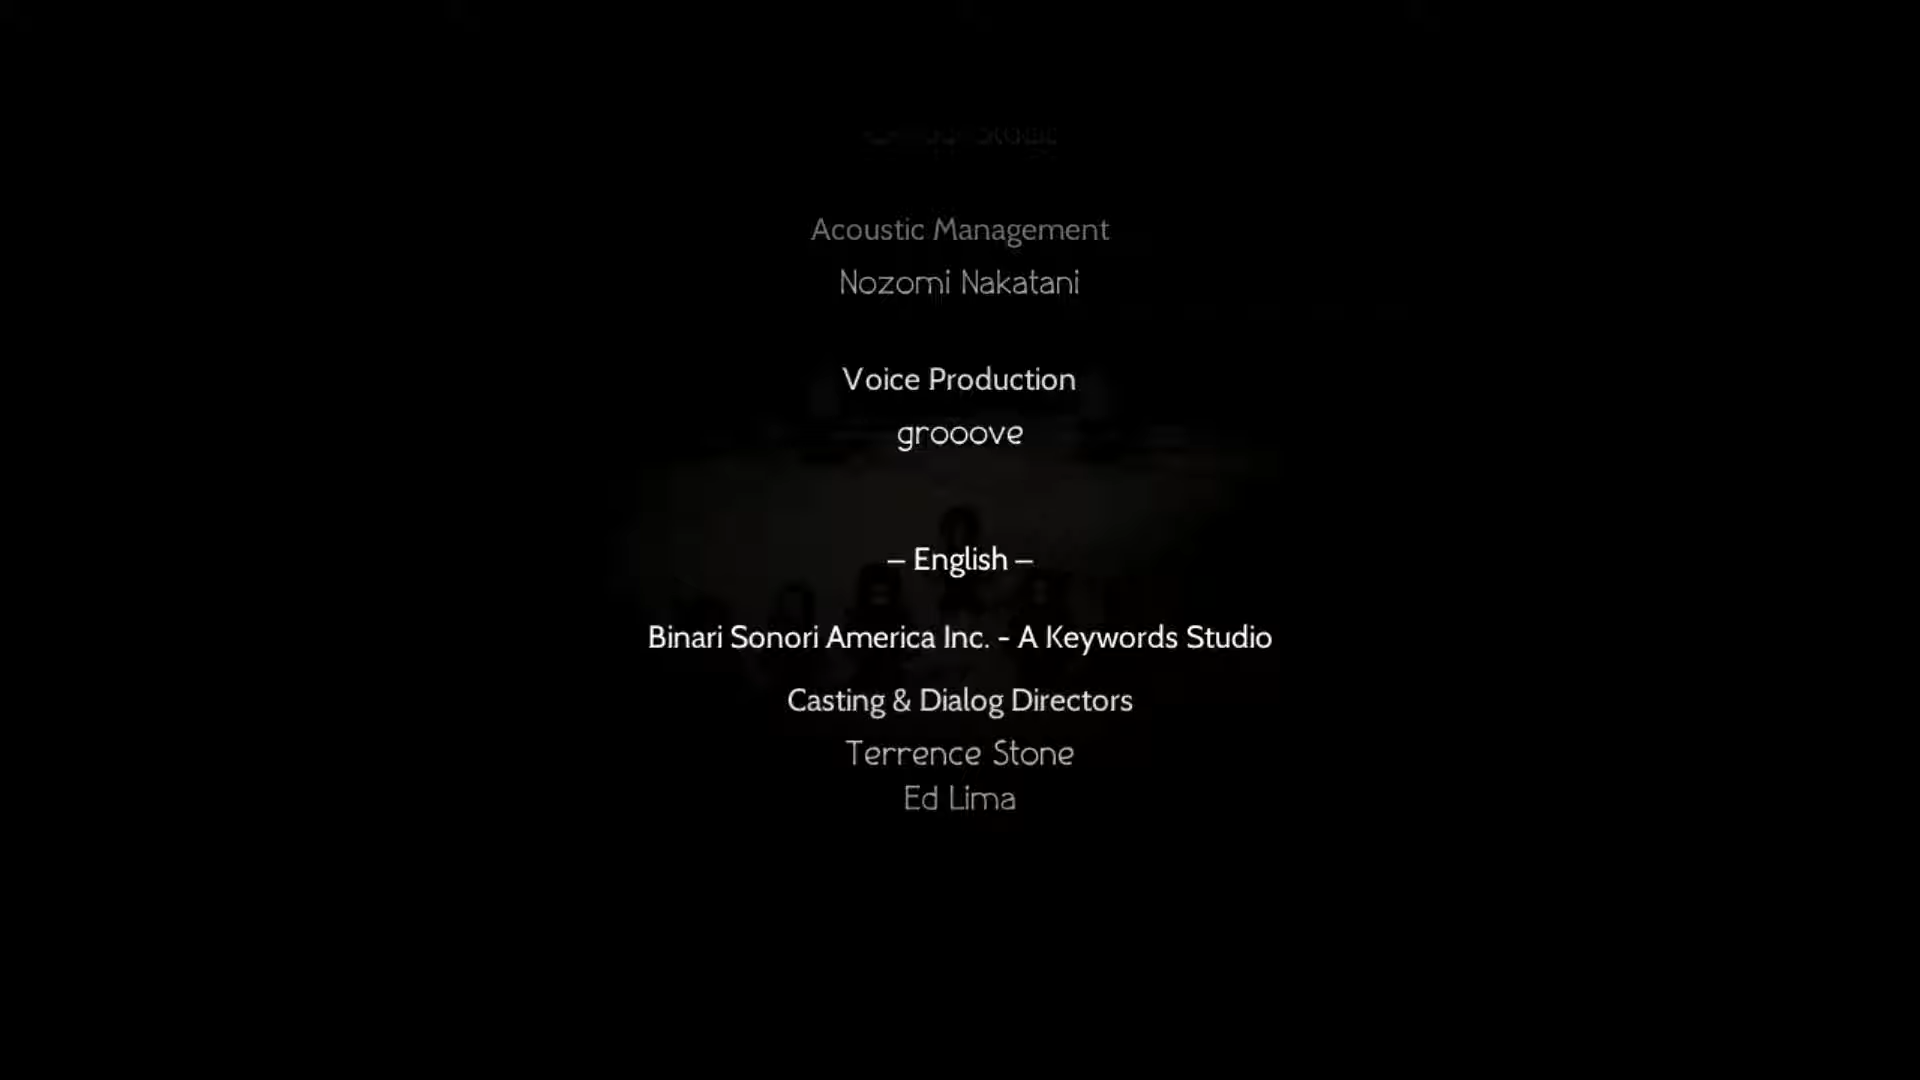 Acoustic Management
Nozomi Nakatani
Voice Production
grooove
– English –
Binari Sonori America Inc. - A Keywords Studio
Casting & Dialog Directors
Terrence Stone
Ed Lima